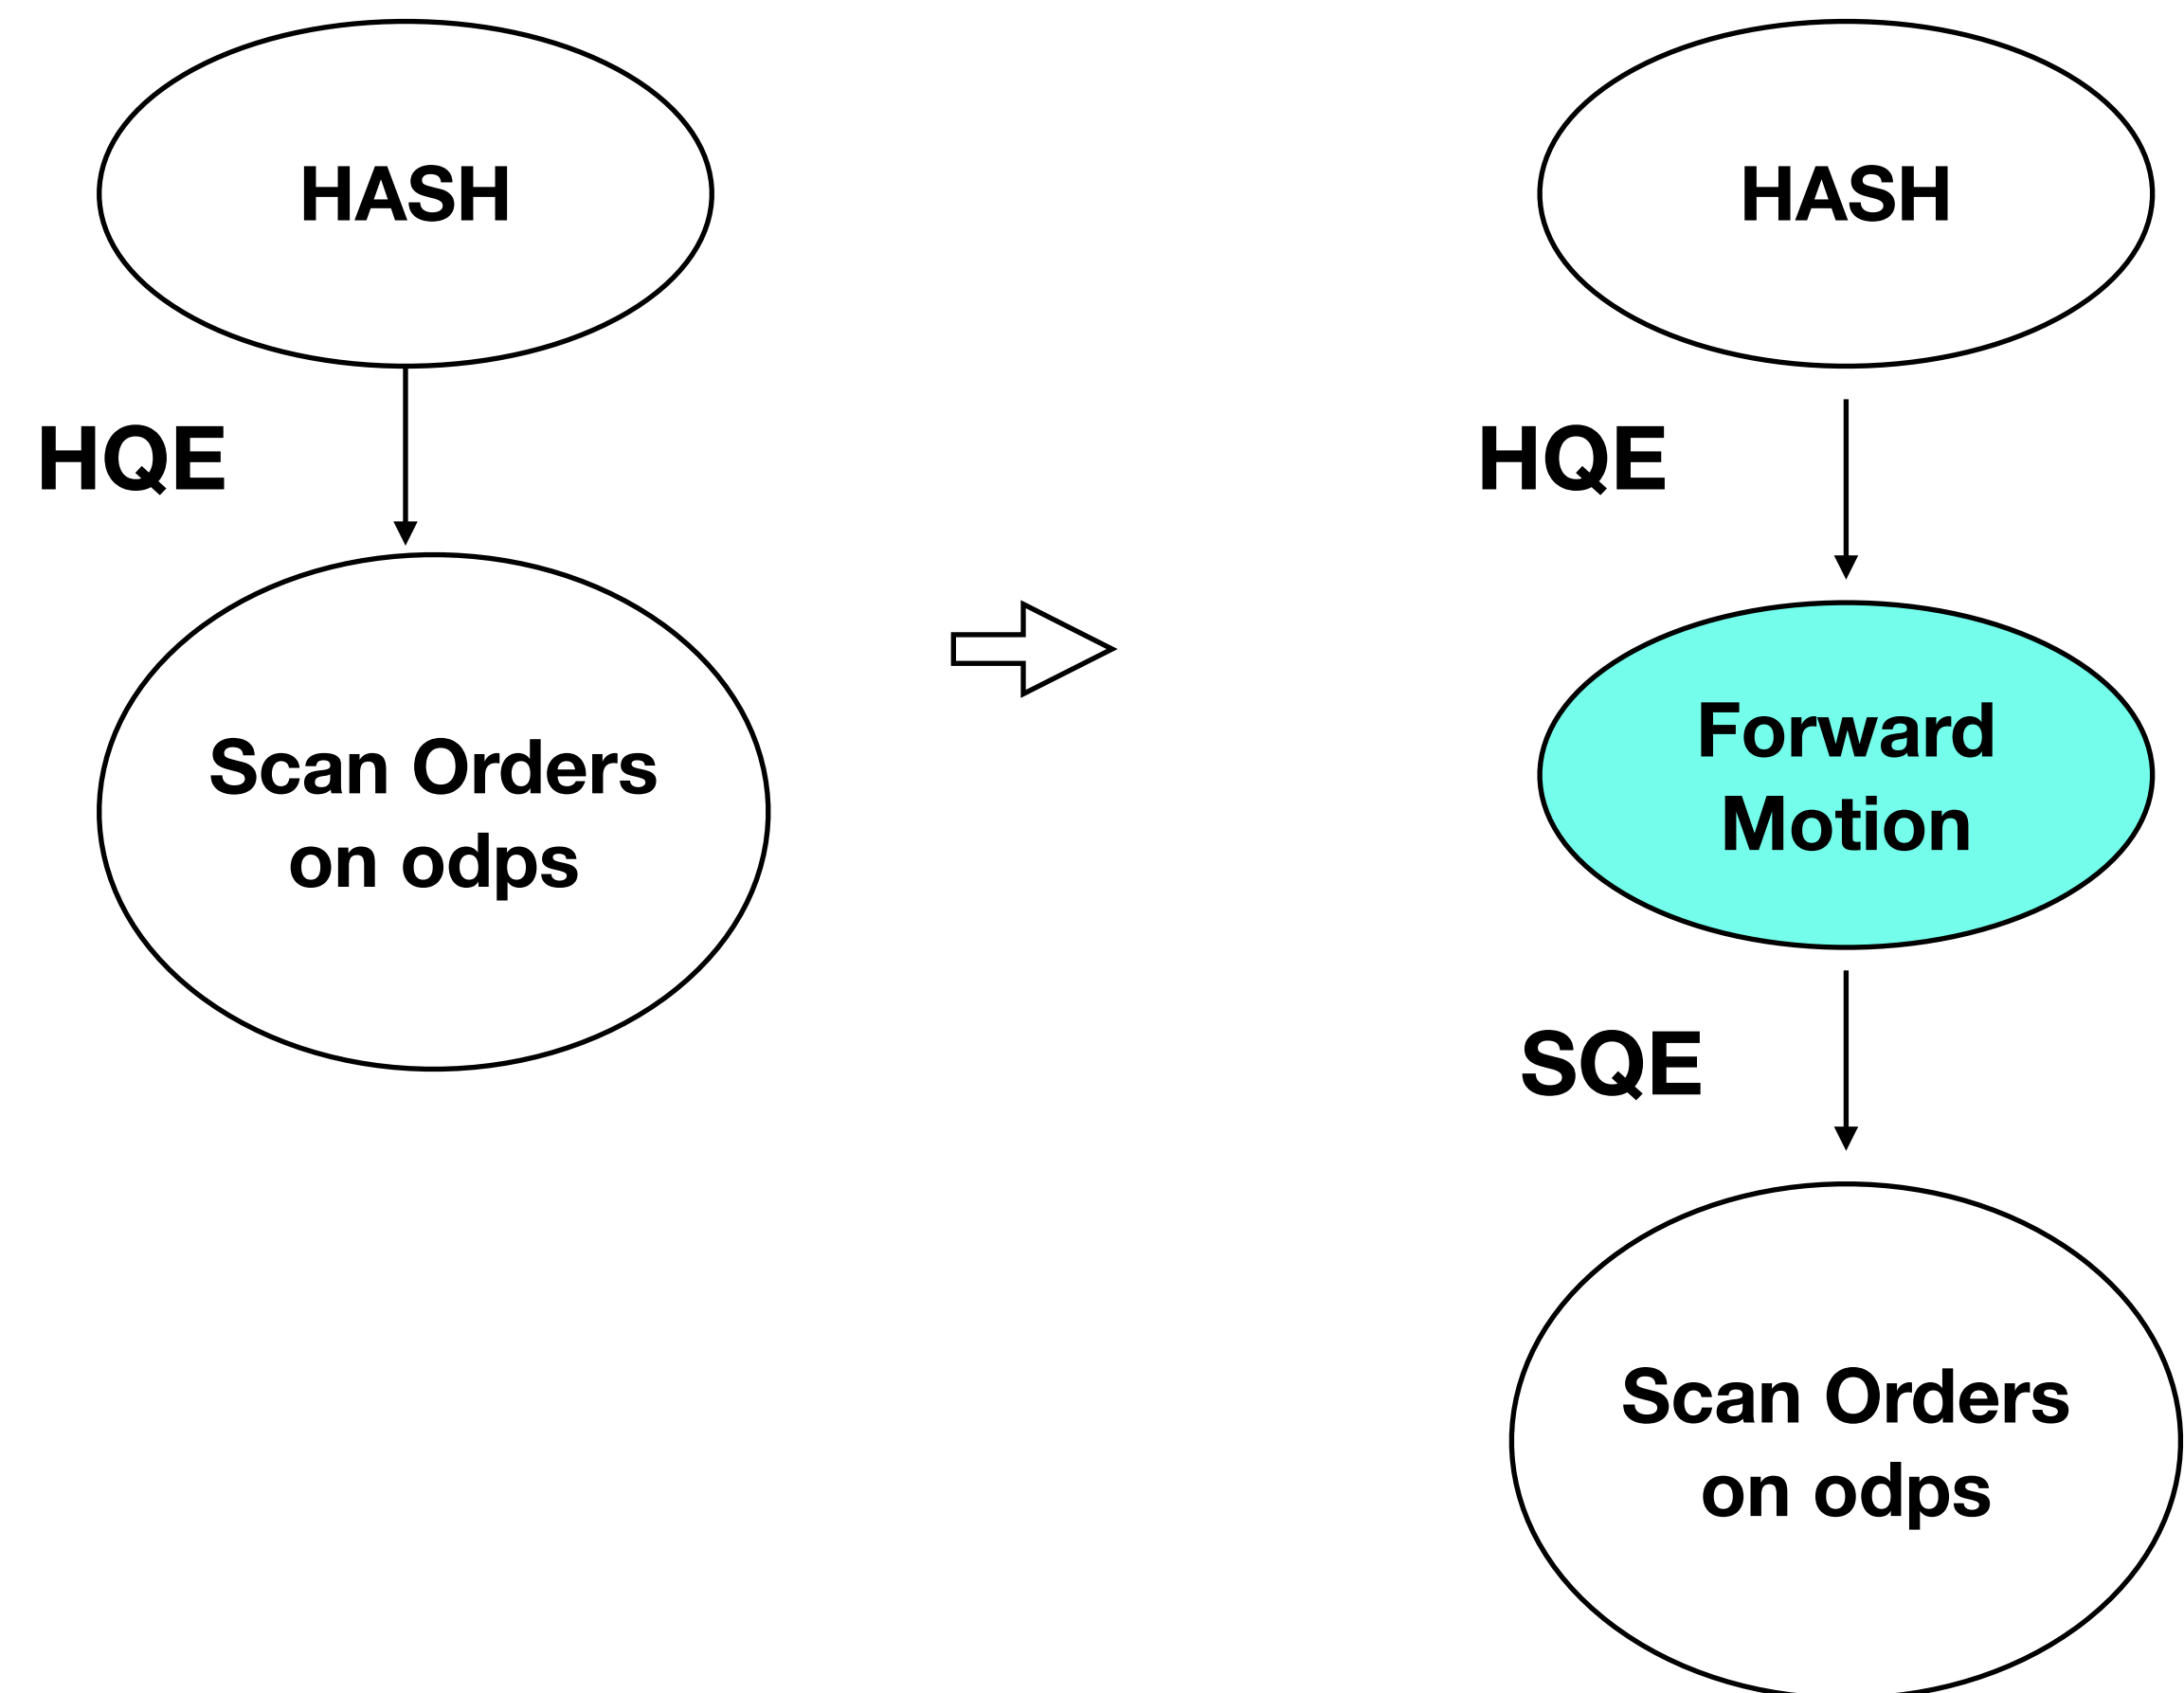 HASH
HQE
Scan Orders
on odps
HASH
HQE
Forward
Motion
SQE
Scan Orders
on odps